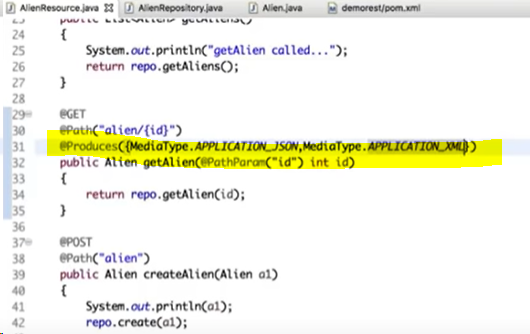 AlienResource.java AlienRepository.java Alien.java demorest/pom.xml
23 public List<Alien> getAliens()
24 {
25 System.out.println("getAlien called...");
26 return repo.getAliens();
27 }
28
29 @GET
30 @Path("alien/{id}")
31 @Produces({MediaType.APPLICATION_JSON,MediaType.APPLICATION_XML})
32 public Alien getAlien(@PathParam("id") int id)
33 {
34 return repo.getAlien(id);
35 }
36
37 @POST
38 @Path("alien")
39 public Alien createAlien(Alien a1)
40 {
41 System.out.println(a1);
42 repo.create(a1);